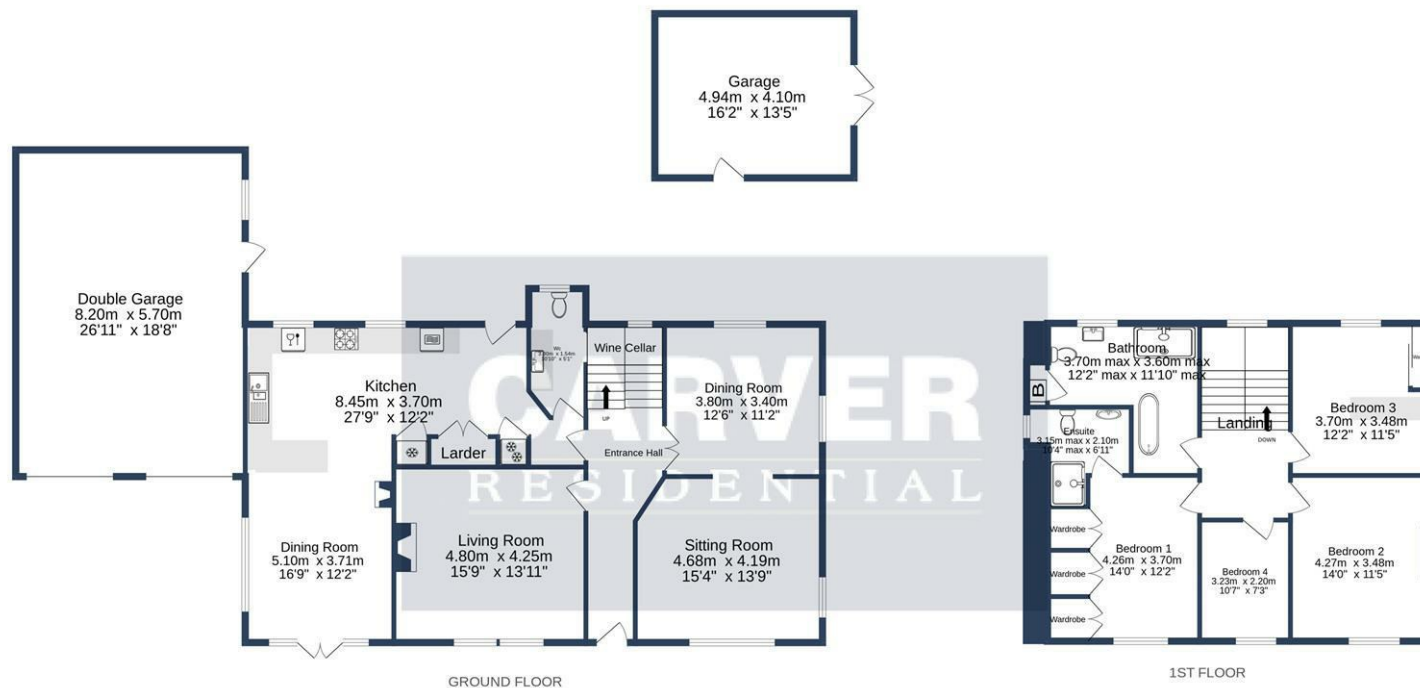 Garage
4.94m x 4.10m
16'2" x 13'5"
Double Garage
8.20m x 5.70m
26'11" x 18'8"
Kitchen
8.45m x 3.70m
27'9" x 12'2"
Larder
Wc
Wine Cellar
UP
Entrance Hall
Dining Room
3.80m x 3.40m
12'6" x 11'2"
CARVER
RESIDENTIAL
Dining Room
5.10m x 3.71m
16'9" x 12'2"
Living Room
4.80m x 4.25m
15'9" x 13'11"
Sitting Room
4.68m x 4.19m
15'4" x 13'9"
GROUND FLOOR
Bathroom
3.70m max x 3.60m max
12'2" max x 11'10" max
B
Ensuite
3.15m max x 2.10m
10'4" max x 6'11"
Landing
DOWN
Bedroom 3
3.70m x 3.48m
12'2" x 11'5"
Wardrobe
Wardrobe
Wardrobe
Bedroom 1
4.26m x 3.70m
14'0" x 12'2"
Bedroom 4
3.23m x 2.20m
10'7" x 7'3"
Bedroom 2
4.27m x 3.48m
14'0" x 11'5"
1ST FLOOR